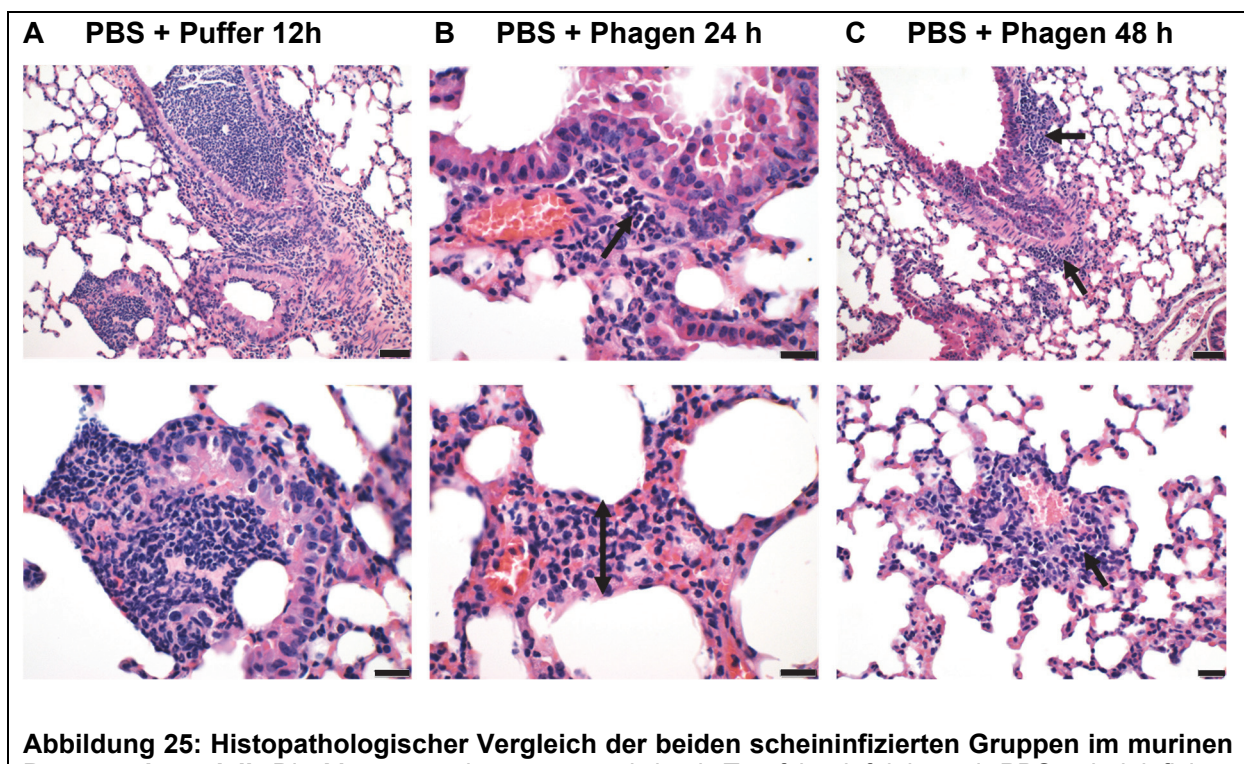 A PBS + Puffer 12h
B PBS + Phagen 24 h
C PBS + Phagen 48 h
Abbildung 25: Histopathologischer Vergleich der beiden scheininfizierten Gruppen im murinen